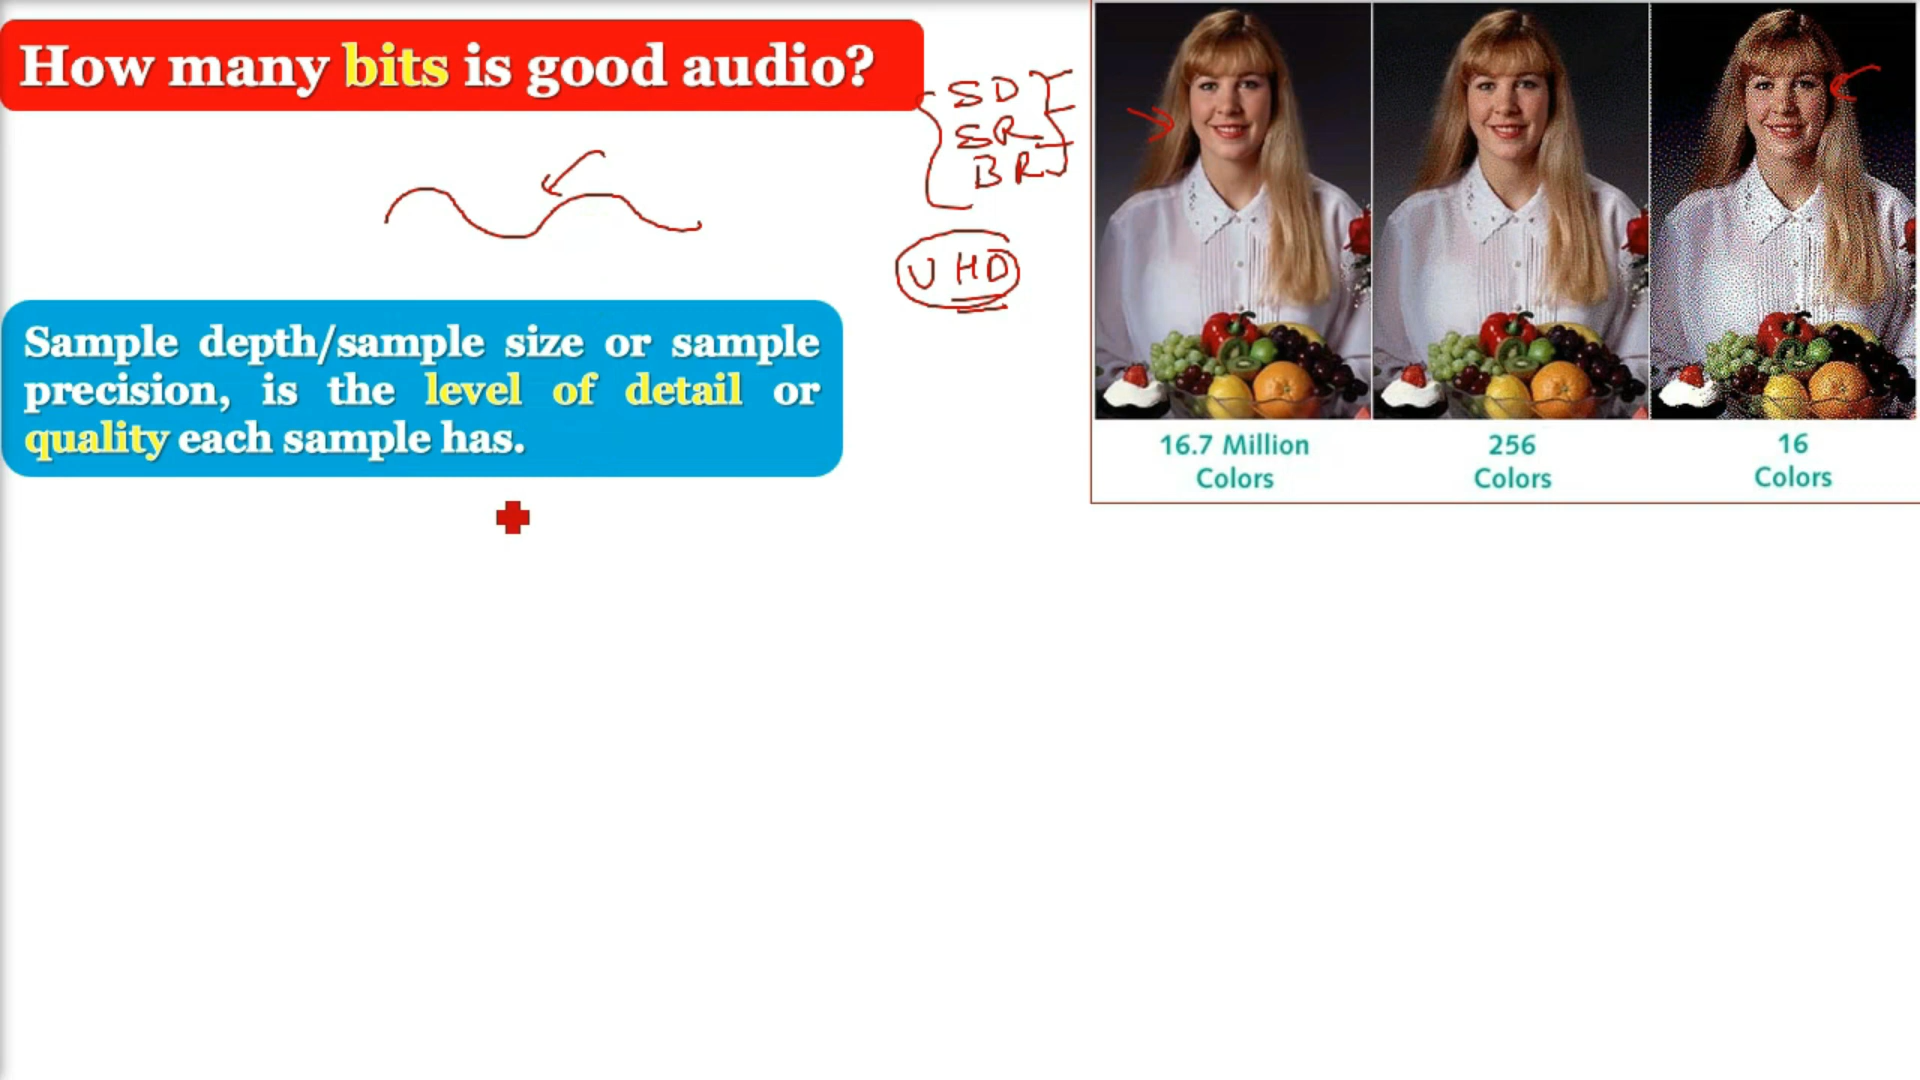 How many bits is good audio?
SD
SR
BR
UHD
Sample depth/sample size or sample
precision, is the level of detail or
quality each sample has.
16.7 Million
Colors
256
Colors
16
Colors